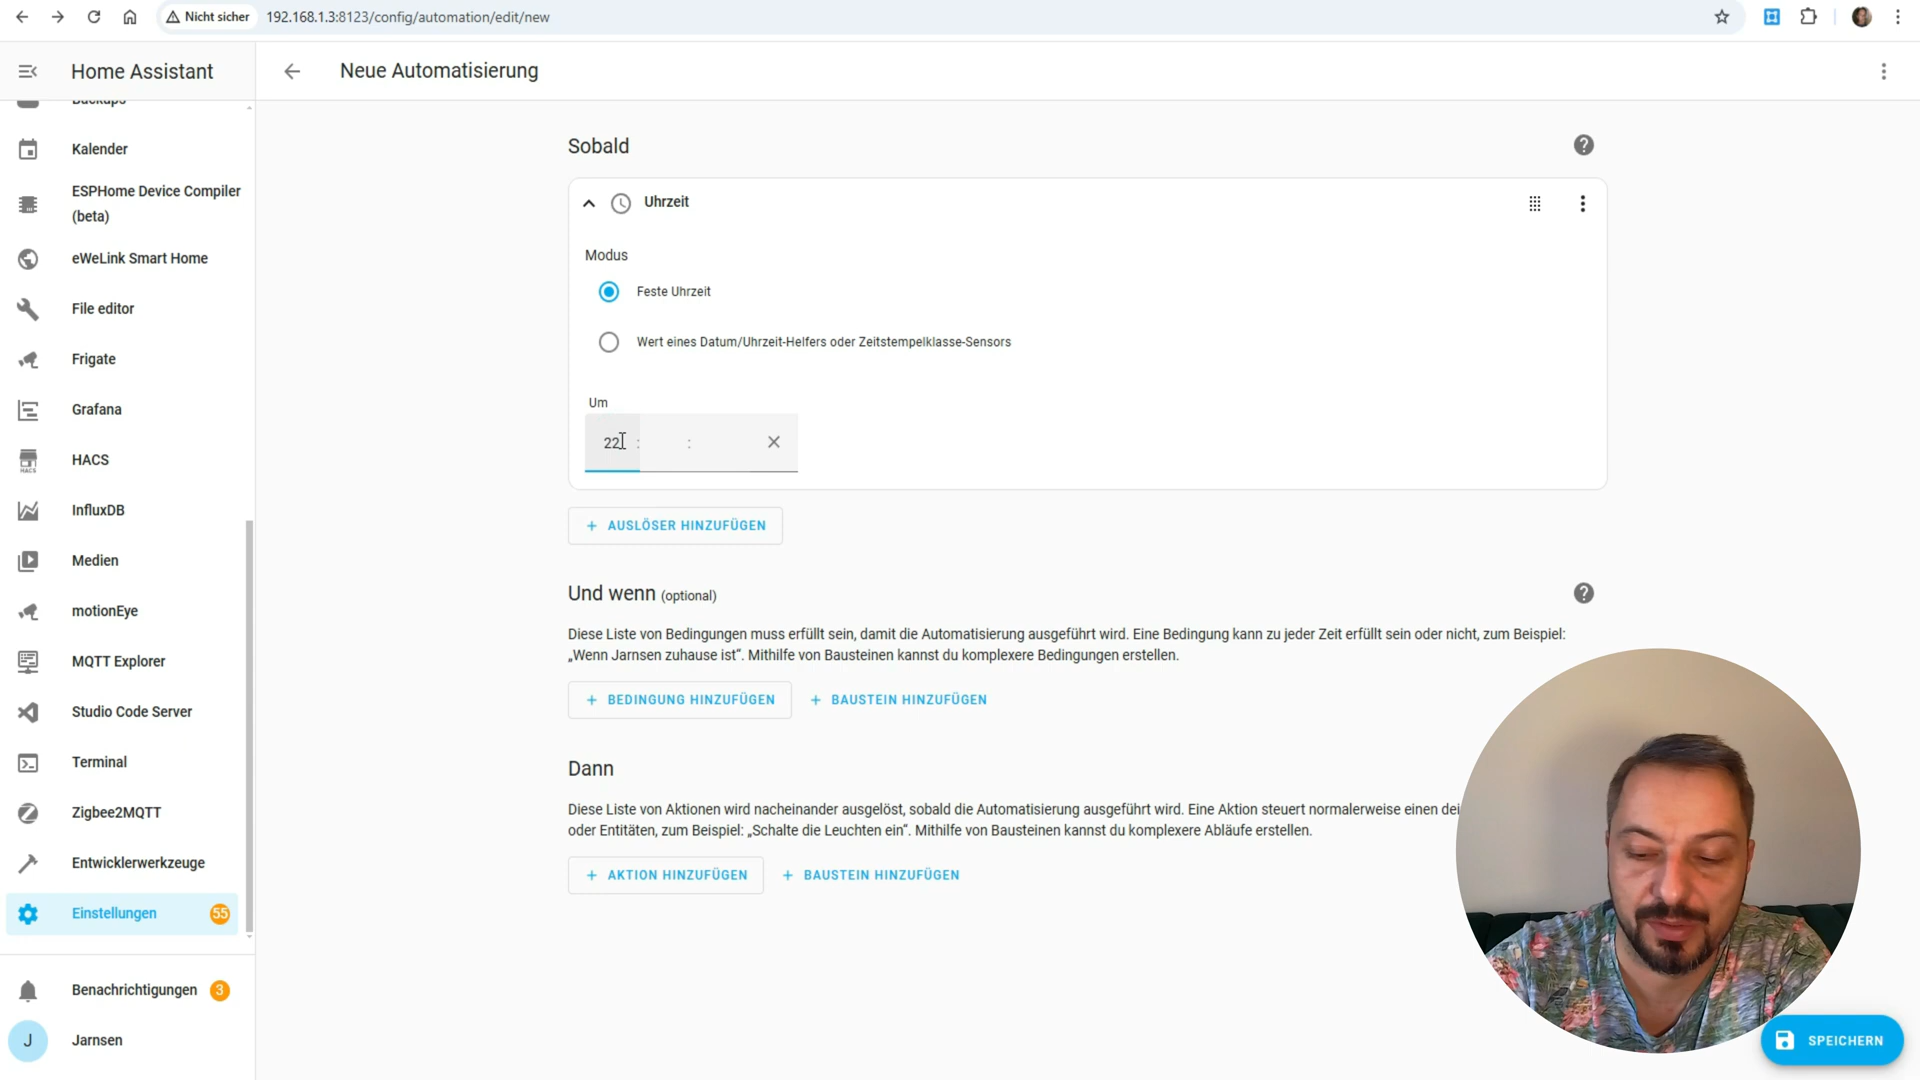 Nicht sicher 192.168.1.3:8123/config/automation/edit/new
Home Assistant
Neue Automatisierung
Backups
Kalender
ESPHome Device Compiler
(beta)
eWeLink Smart Home
File editor
Frigate
Grafana
HACS
HACS
InfluxDB
Medien
motionEye
MQTT Explorer
Studio Code Server
Terminal
Zigbee2MQTT
Entwicklerwerkzeuge
Einstellungen 55
Benachrichtigungen 3
J Jarnsen
Sobald
Uhrzeit
Modus
Feste Uhrzeit
Wert eines Datum/Uhrzeit-Helfers oder Zeitstempelklasse-Sensors
Um
22 : :
+ AUSLÖSER HINZUFÜGEN
Und wenn (optional)
Diese Liste von Bedingungen muss erfüllt sein, damit die Automatisierung ausgeführt wird. Eine Bedingung kann zu jeder Zeit erfüllt sein oder nicht, zum Beispiel:
„Wenn Jarnsen zuhause ist“. Mithilfe von Bausteinen kannst du komplexere Bedingungen erstellen.
+ BEDINGUNG HINZUFÜGEN + BAUSTEIN HINZUFÜGEN
Dann
Diese Liste von Aktionen wird nacheinander ausgelöst, sobald die Automatisierung ausgeführt wird. Eine Aktion steuert normalerweise einen
oder Entitäten, zum Beispiel: „Schalte die Leuchten ein“. Mithilfe von Bausteinen kannst du komplexere Abläufe erstellen.
+ AKTION HINZUFÜGEN + BAUSTEIN HINZUFÜGEN
SPEICHERN